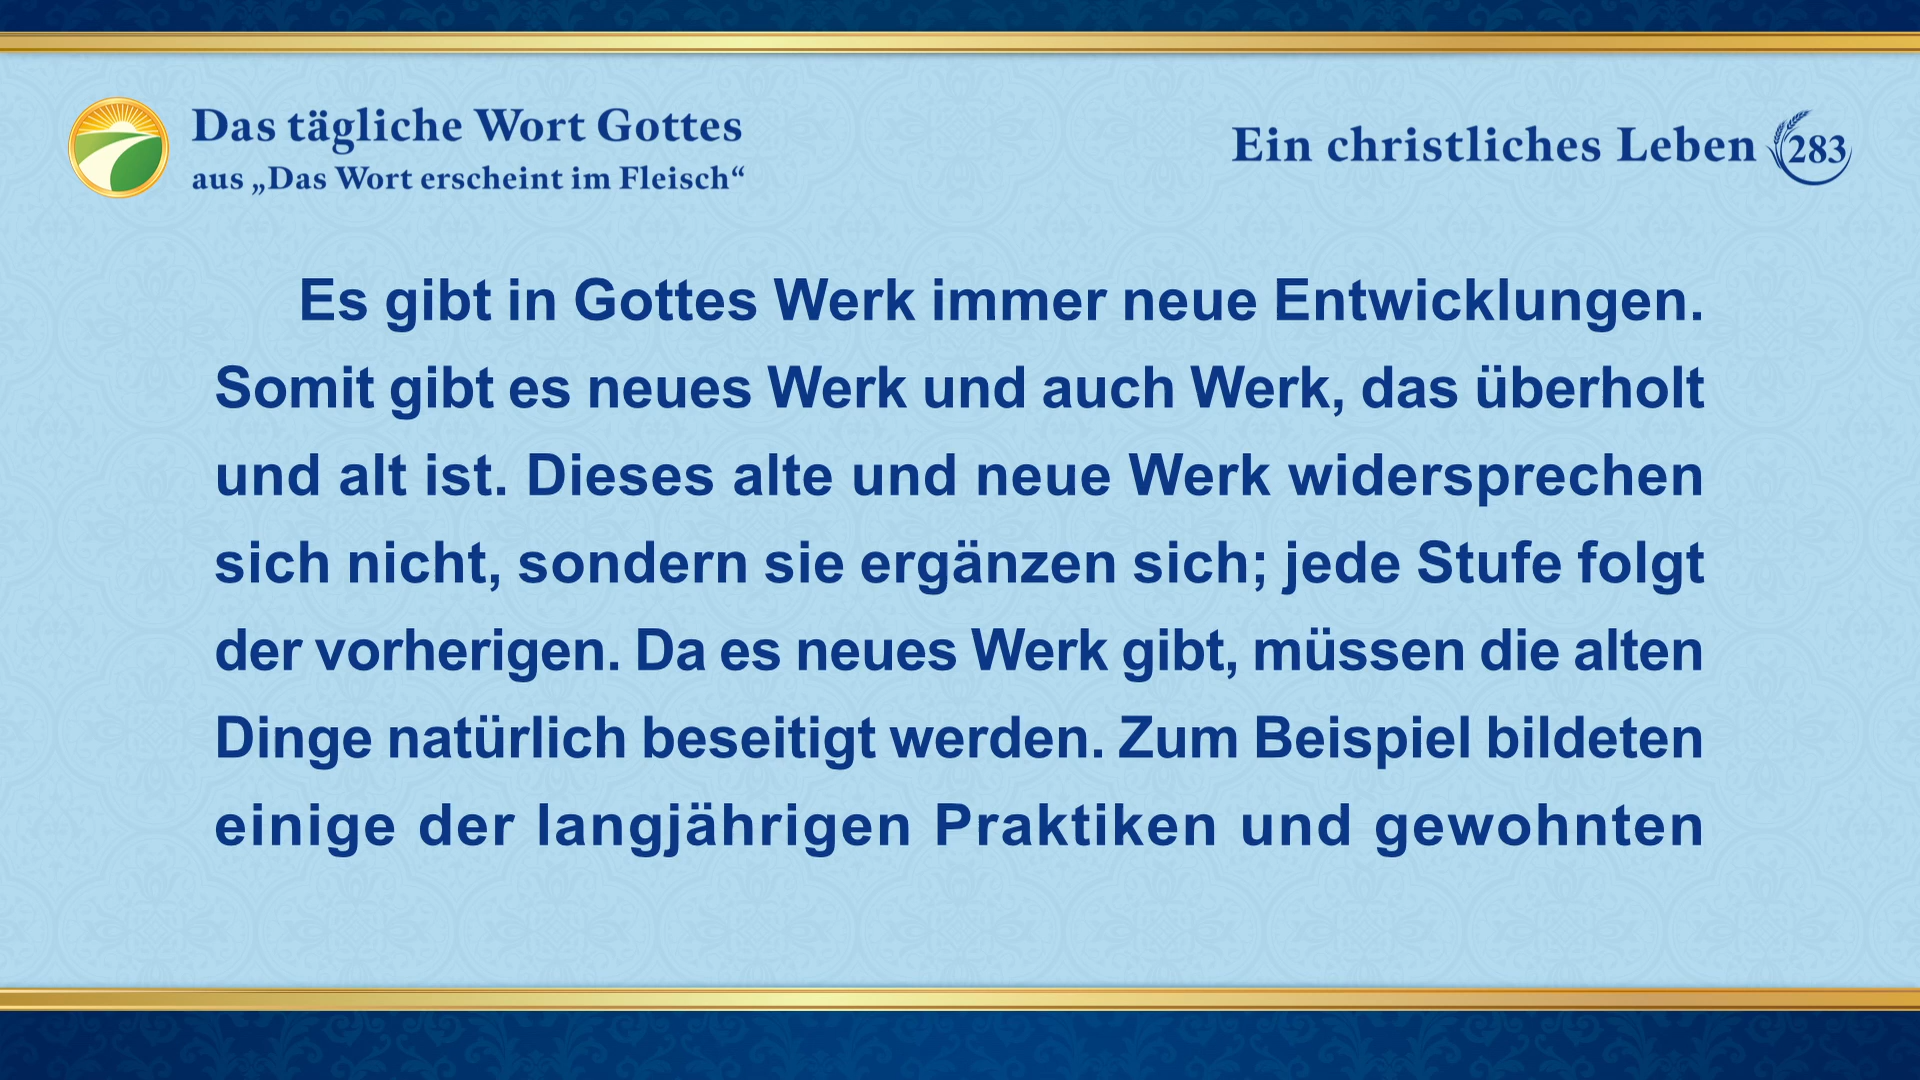 Das tägliche Wort Gottes
aus „Das Wort erscheint im Fleisch“
Ein christliches Leben 283
Es gibt in Gottes Werk immer neue Entwicklungen.
Somit gibt es neues Werk und auch Werk, das überholt
und alt ist. Dieses alte und neue Werk widersprechen
sich nicht, sondern sie ergänzen sich; jede Stufe folgt
der vorherigen. Da es neues Werk gibt, müssen die alten
Dinge natürlich beseitigt werden. Zum Beispiel bildeten
einige der langjährigen Praktiken und gewohnten